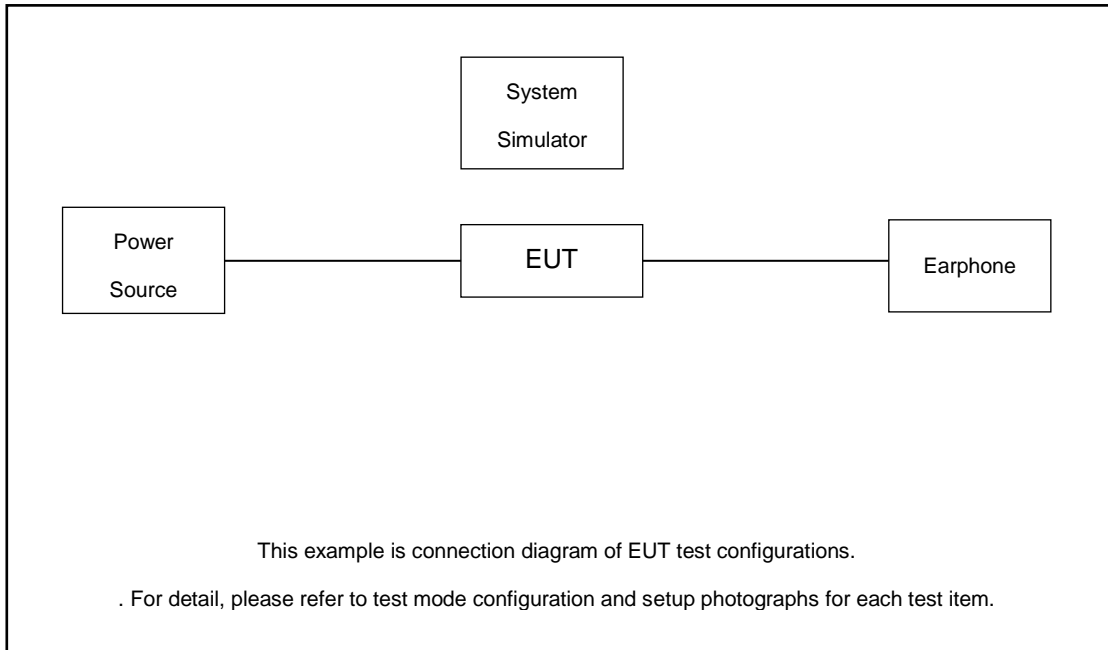 System
Simulator
Power
Source
EUT
Earphone
This example is connection diagram of EUT test configurations.
. For detail, please refer to test mode configuration and setup photographs for each test item.